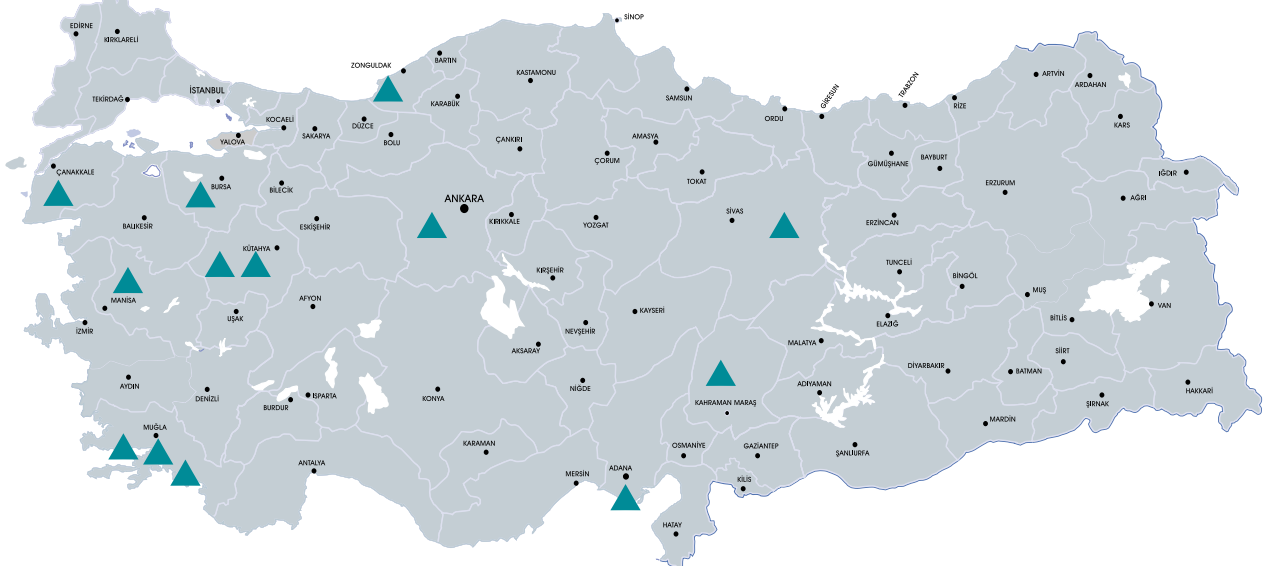 SİNOP
EDİRNE
KIRKLARELİ
BARTIN
ZONGULDAK
KASTAMONU
ARTVİN
ARDAHAN
TRABZON
GİRESUN
İSTANBUL
TEKİRDAĞ
KARABÜK
SAMSUN
RİZE
ORDU
KOCAELİ
DÜZCE
KARS
SAKARYA
YALOVA
BOLU
ÇANKIRI
AMASYA
ÇORUM
GÜMÜŞHANE
BAYBURT
ÇANAKKALE
IĞDIR
BURSA
BİLECİK
TOKAT
ERZURUM
ANKARA
AĞRI
SİVAS
BALIKESİR
ESKİŞEHİR
KIRIKKALE
YOZGAT
ERZİNCAN
KÜTAHYA
TUNCELİ
KIRŞEHİR
BİNGÖL
MUŞ
MANİSA
AFYON
VAN
KAYSERİ
UŞAK
BİTLİS
İZMİR
NEVŞEHİR
ELAZIĞ
MALATYA
AKSARAY
SİİRT
DİYARBAKIR
BATMAN
AYDIN
NİĞDE
ADIYAMAN
HAKKARİ
DENİZLİ
ISPARTA
KONYA
BURDUR
KAHRAMAN MARAŞ
ŞIRNAK
MARDİN
MUĞLA
KARAMAN
OSMANİYE
GAZİANTEP
ŞANLIURFA
ANTALYA
ADANA
MERSİN
KİLİS
HATAY